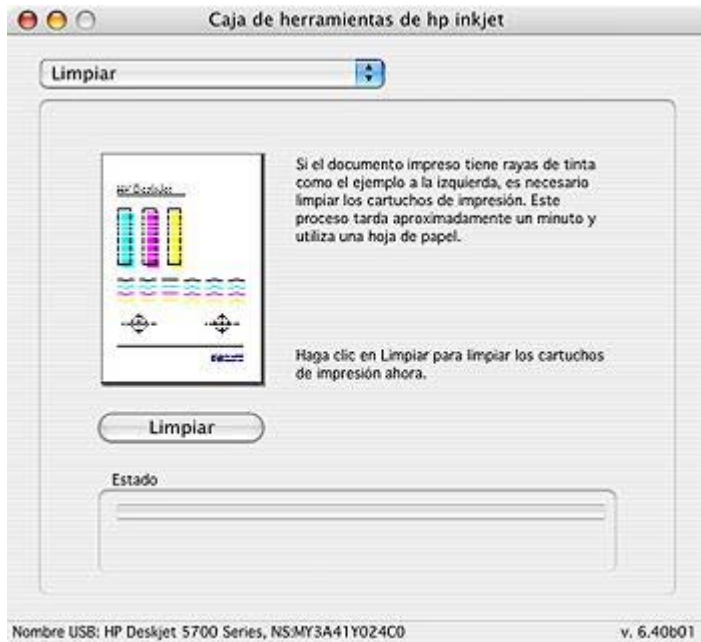 Caja de herramientas de hp inkjet
Limpiar
Si el documento impreso tiene rayas de tinta
como el ejemplo a la izquierda, es necesario
limpiar los cartuchos de impresión. Este
proceso tarda aproximadamente un minuto y
utiliza una hoja de papel.
Haga clic en Limpiar para limpiar los cartuchos
de impresión ahora.
Limpiar
Estado
Nombre USB: HP Deskjet 5700 Series, NS:MY3A41Y024C0
v. 6.40b01